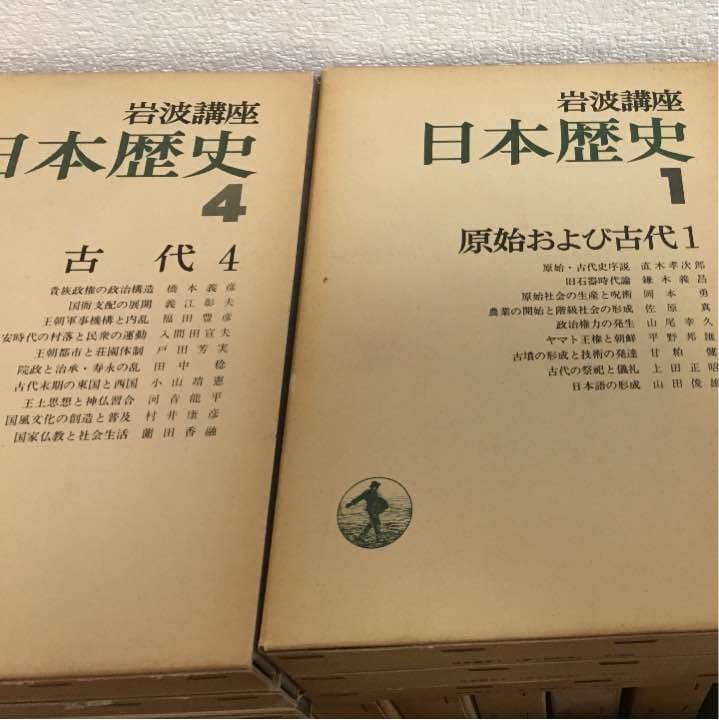 岩波講座
日本歴史
4
古代 4
貴族政権の政治構造 橋本義彦
国衙支配の展開 義江彰夫
王朝軍事機構と内乱 福田豊彦
安時代の村落と民衆の運動 入間田宣夫
王朝都市と荘園体制 戸田芳実
院政と治承・寿永の乱 田中稔
古代末期の東国と西国 小山靖憲
王土思想と神仏習合 河音能平
国風文化の創造と普及 村井康彦
国家仏教と社会生活 薗田香融
岩波講座
日本歴史
1
原始および古代 1
原始・古代史序説 直木孝次郎
旧石器時代論 鎌木義昌
原始社会の生産と呪術 岡本勇
農業の開始と階級社会の形成 佐原真
政治権力の発生 山尾幸久
ヤマト王権と朝鮮 平野邦雄
古墳の形成と技術の発達 甘粕健
古代の祭祀と儀礼 上田正昭
日本語の形成 山田俊雄